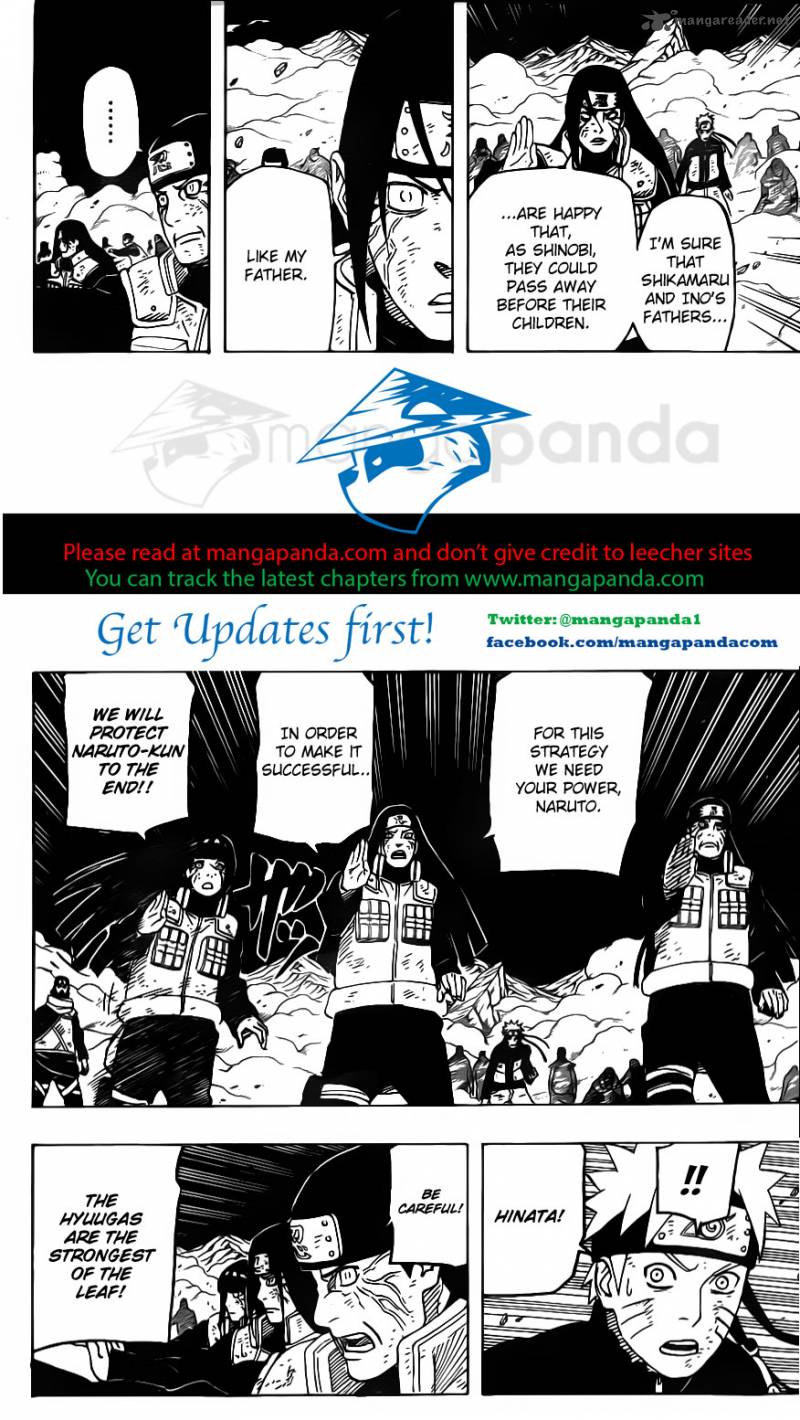 mangareader.net
I'M SURE
THAT
SHIKAMARU
AND INO'S
FATHERS...
...ARE HAPPY
THAT,
AS SHINOBI,
THEY COULD
PASS AWAY
BEFORE THEIR
CHILDREN.
LIKE MY
FATHER.
......
mangapanda
Please read at mangapanda.com and don't give credit to leecher sites
You can track the latest chapters from www.mangapanda.com
Get Updates first!
Twitter: @mangapanda1
facebook.com/mangapandacom
FOR THIS
STRATEGY
WE NEED
YOUR POWER,
NARUTO.
IN ORDER
TO MAKE IT
SUCCESSFUL..
WE WILL
PROTECT
NARUTO-KUN
TO THE
END!!
!!
HINATA!
BE
CAREFUL!
THE
HYUUGAS
ARE THE
STRONGEST
OF THE
LEAF!